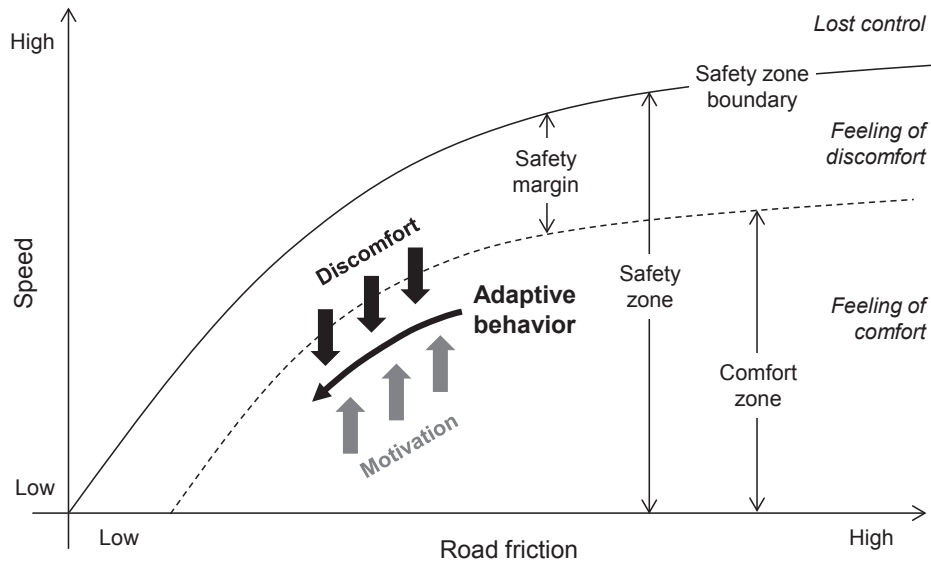 High
Lost control
Safety zone
boundary
Feeling of
discomfort
Safety
margin
Discomfort
Speed
Adaptive
behavior
Safety
zone
Feeling of
comfort
Comfort
zone
Motivation
Low
Low
Road friction
High